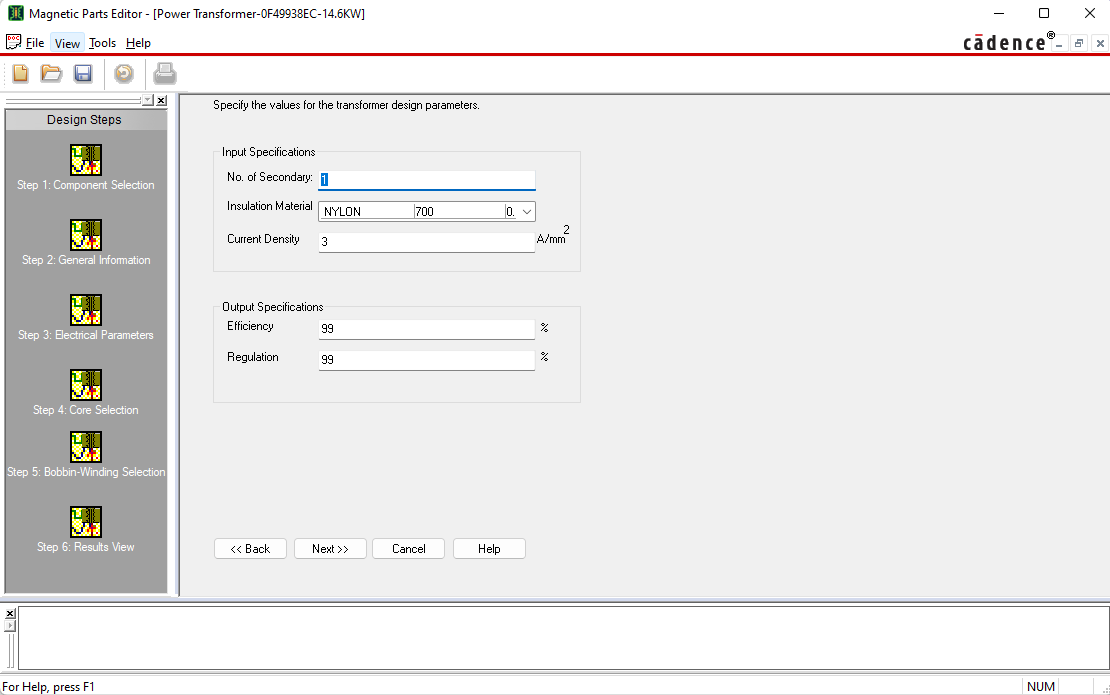 Magnetic Parts Editor - [Power Transformer-0F49938EC-14.6KW]
File View Tools Help
cādence®
Design Steps
Step 1: Component Selection
Step 2: General Information
Step 3: Electrical Parameters
Step 4: Core Selection
Step 5: Bobbin-Winding Selection
Step 6: Results View
Specify the values for the transformer design parameters.
Input Specifications
No. of Secondary: 1
Insulation Material NYLON 700 0.
Current Density 3 A/mm2
Output Specifications
Efficiency 99 %
Regulation 99 %
<< Back Next >> Cancel Help
For Help, press F1 NUM